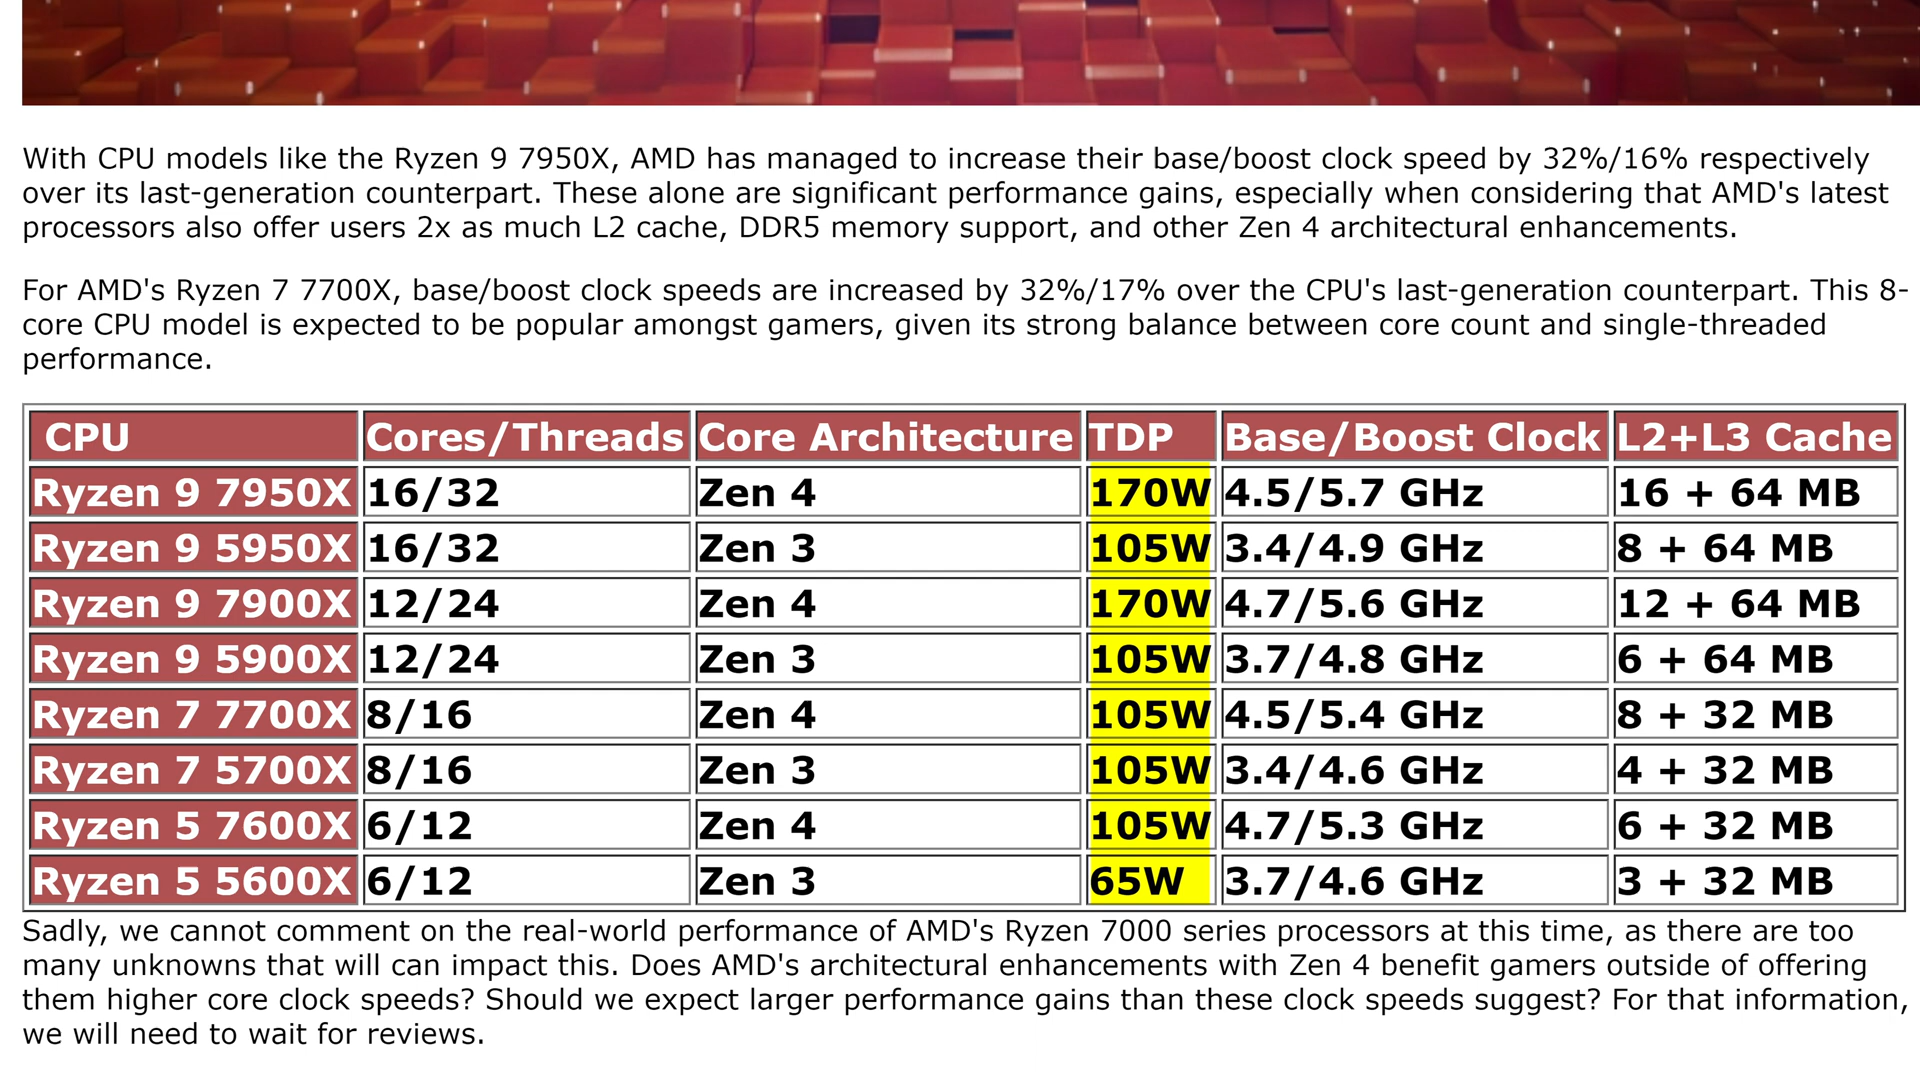 With CPU models like the Ryzen 9 7950X, AMD has managed to increase their base/boost clock speed by 32%/16% respectively
over its last-generation counterpart. These alone are significant performance gains, especially when considering that AMD's latest
processors also offer users 2x as much L2 cache, DDR5 memory support, and other Zen 4 architectural enhancements.
For AMD's Ryzen 7 7700X, base/boost clock speeds are increased by 32%/17% over the CPU's last-generation counterpart. This 8-
core CPU model is expected to be popular amongst gamers, given its strong balance between core count and single-threaded
performance.
CPU Cores/Threads Core Architecture TDP Base/Boost Clock L2+L3 Cache
Ryzen 9 7950X 16/32 Zen 4 170W 4.5/5.7 GHz 16 + 64 MB
Ryzen 9 5950X 16/32 Zen 3 105W 3.4/4.9 GHz 8 + 64 MB
Ryzen 9 7900X 12/24 Zen 4 170W 4.7/5.6 GHz 12 + 64 MB
Ryzen 9 5900X 12/24 Zen 3 105W 3.7/4.8 GHz 6 + 64 MB
Ryzen 7 7700X 8/16 Zen 4 105W 4.5/5.4 GHz 8 + 32 MB
Ryzen 7 5700X 8/16 Zen 3 105W 3.4/4.6 GHz 4 + 32 MB
Ryzen 5 7600X 6/12 Zen 4 105W 4.7/5.3 GHz 6 + 32 MB
Ryzen 5 5600X 6/12 Zen 3 65W 3.7/4.6 GHz 3 + 32 MB
Sadly, we cannot comment on the real-world performance of AMD's Ryzen 7000 series processors at this time, as there are too
many unknowns that will can impact this. Does AMD's architectural enhancements with Zen 4 benefit gamers outside of offering
them higher core clock speeds? Should we expect larger performance gains than these clock speeds suggest? For that information,
we will need to wait for reviews.